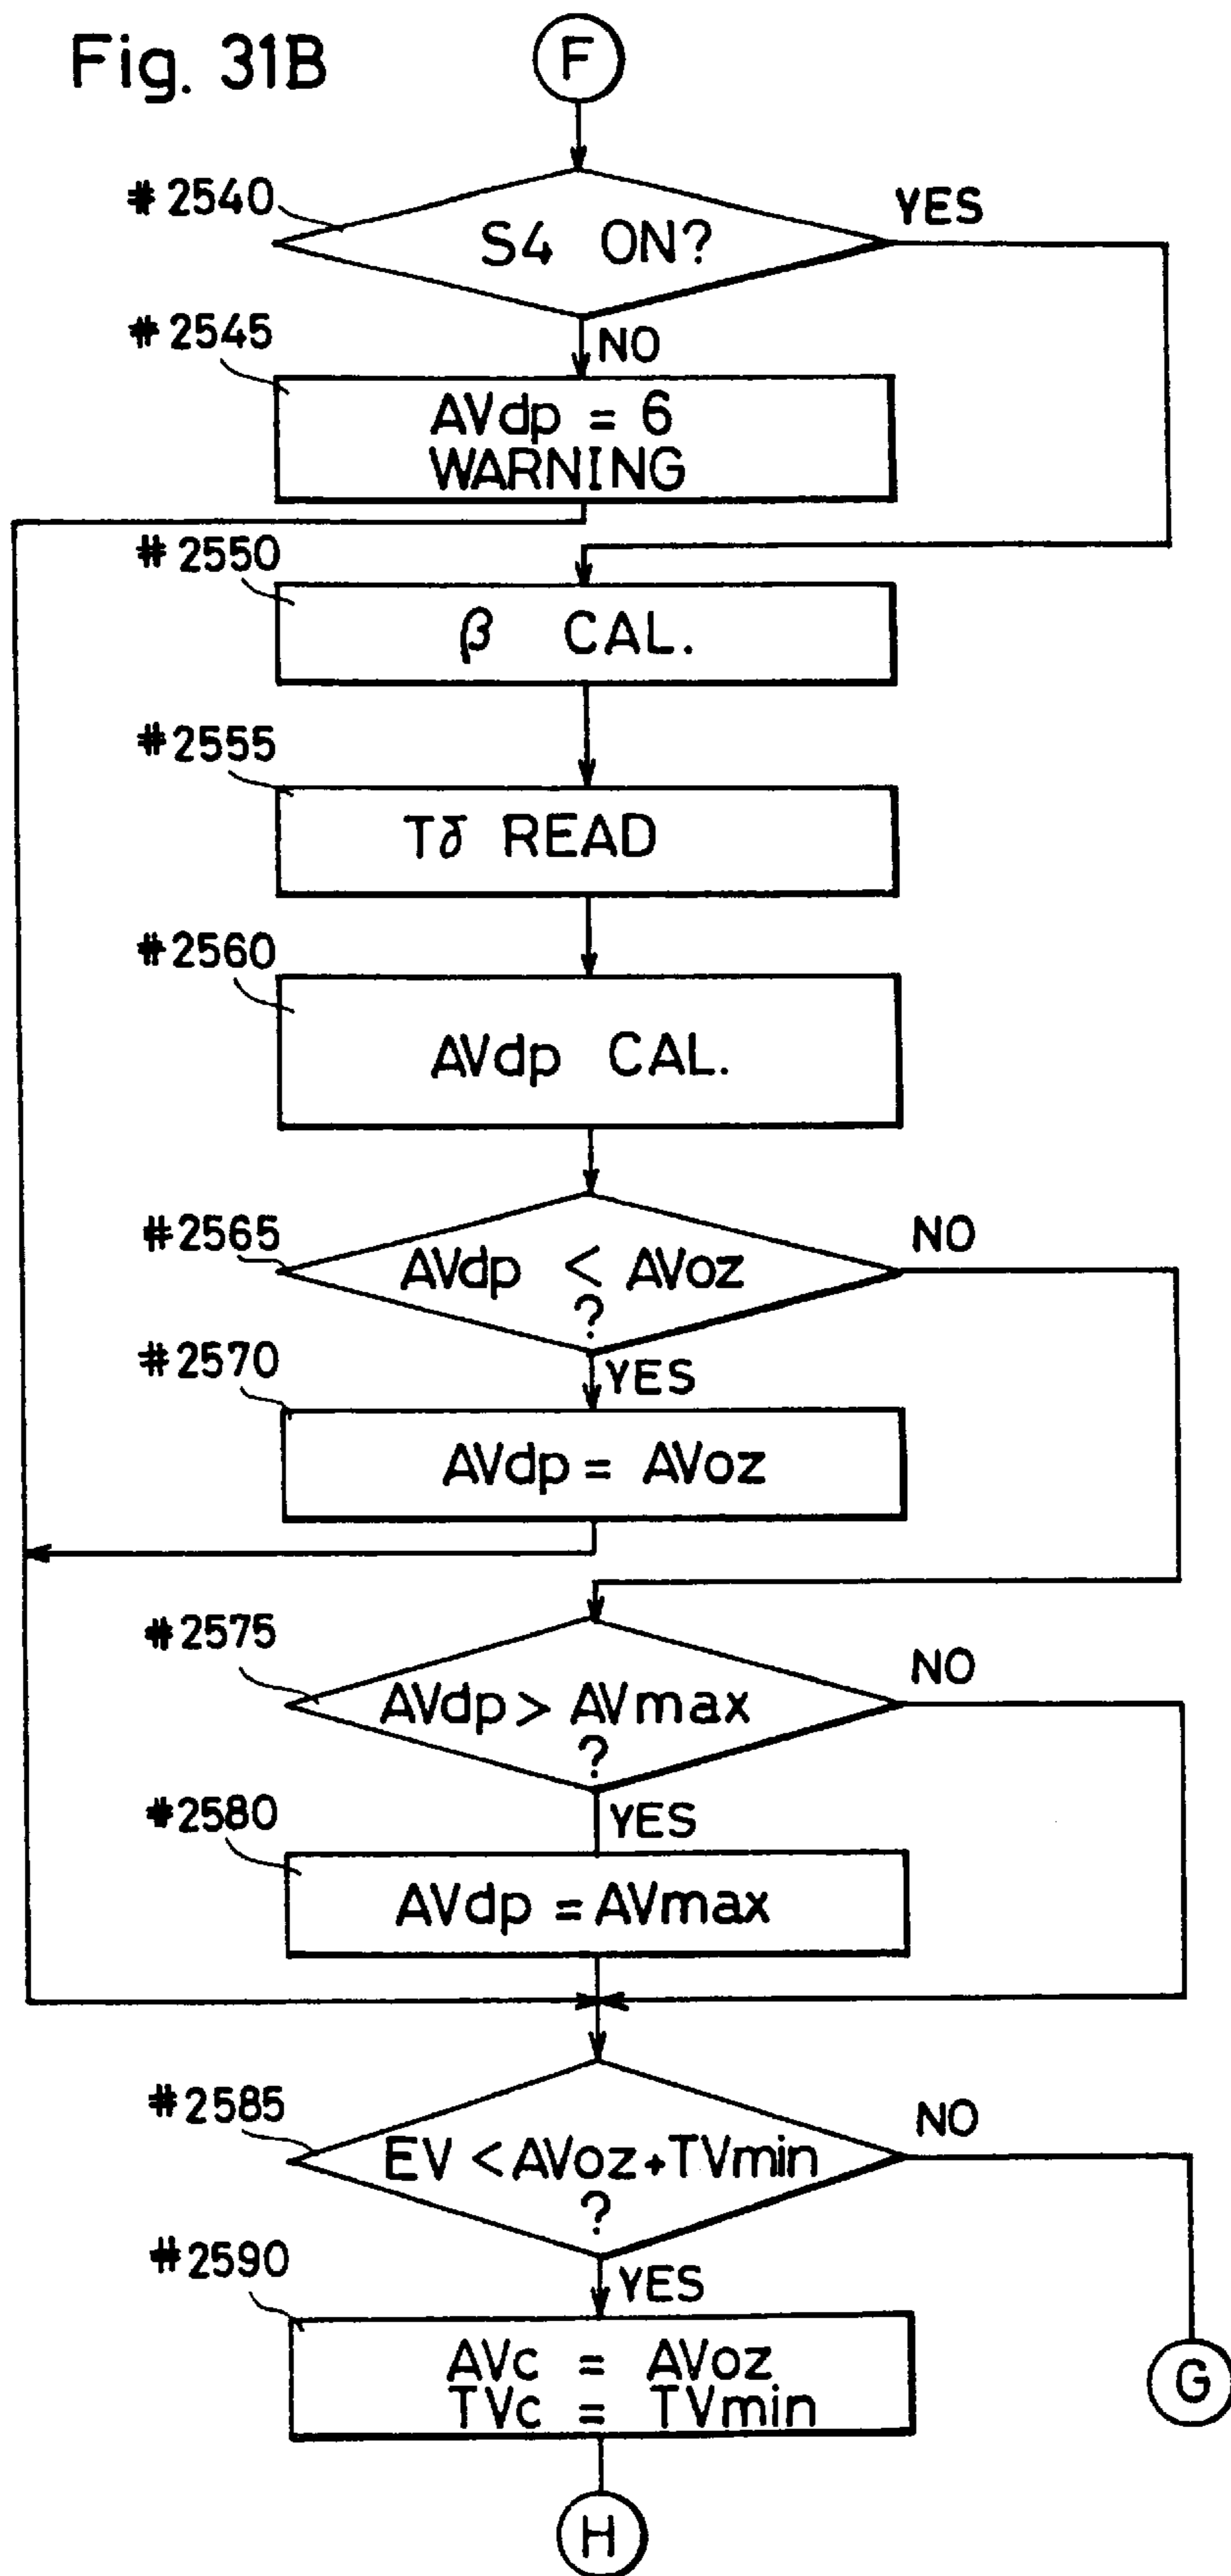 Fig. 31B
F
#2540
S4 ON?
YES
NO
#2545
AVdp = 6
WARNING
#2550
β CAL.
#2555
Tδ READ
#2560
AVdp CAL.
#2565
AVdp < AVoz
?
NO
YES
#2570
AVdp = AVoz
#2575
AVdp > AVmax
?
NO
YES
#2580
AVdp = AVmax
#2585
EV < AVoz+TVmin
?
NO
YES
#2590
AVc = AVoz
TVc = TVmin
G
H